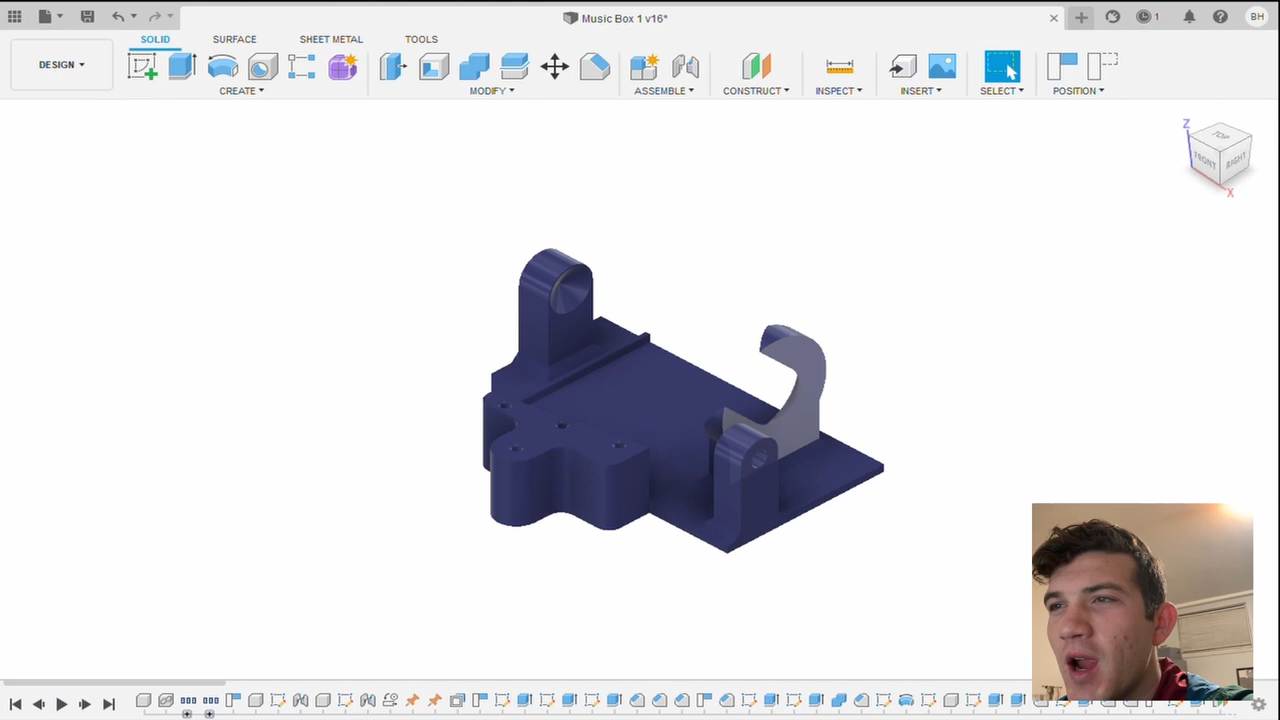 Music Box 1 v16*
1
BH
SOLID
SURFACE
SHEET METAL
TOOLS
DESIGN
CREATE
MODIFY
ASSEMBLE
CONSTRUCT
INSPECT
INSERT
SELECT
POSITION
Z
TOP
FRONT
RIGHT
X